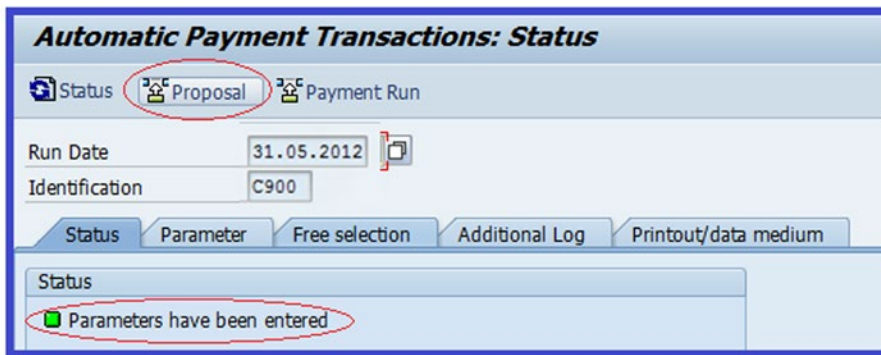 Automatic Payment Transactions: Status
Status Proposal Payment Run
Run Date 31.05.2012
Identification C900
Status Parameter Free selection Additional Log Printout/data medium
Status
Parameters have been entered